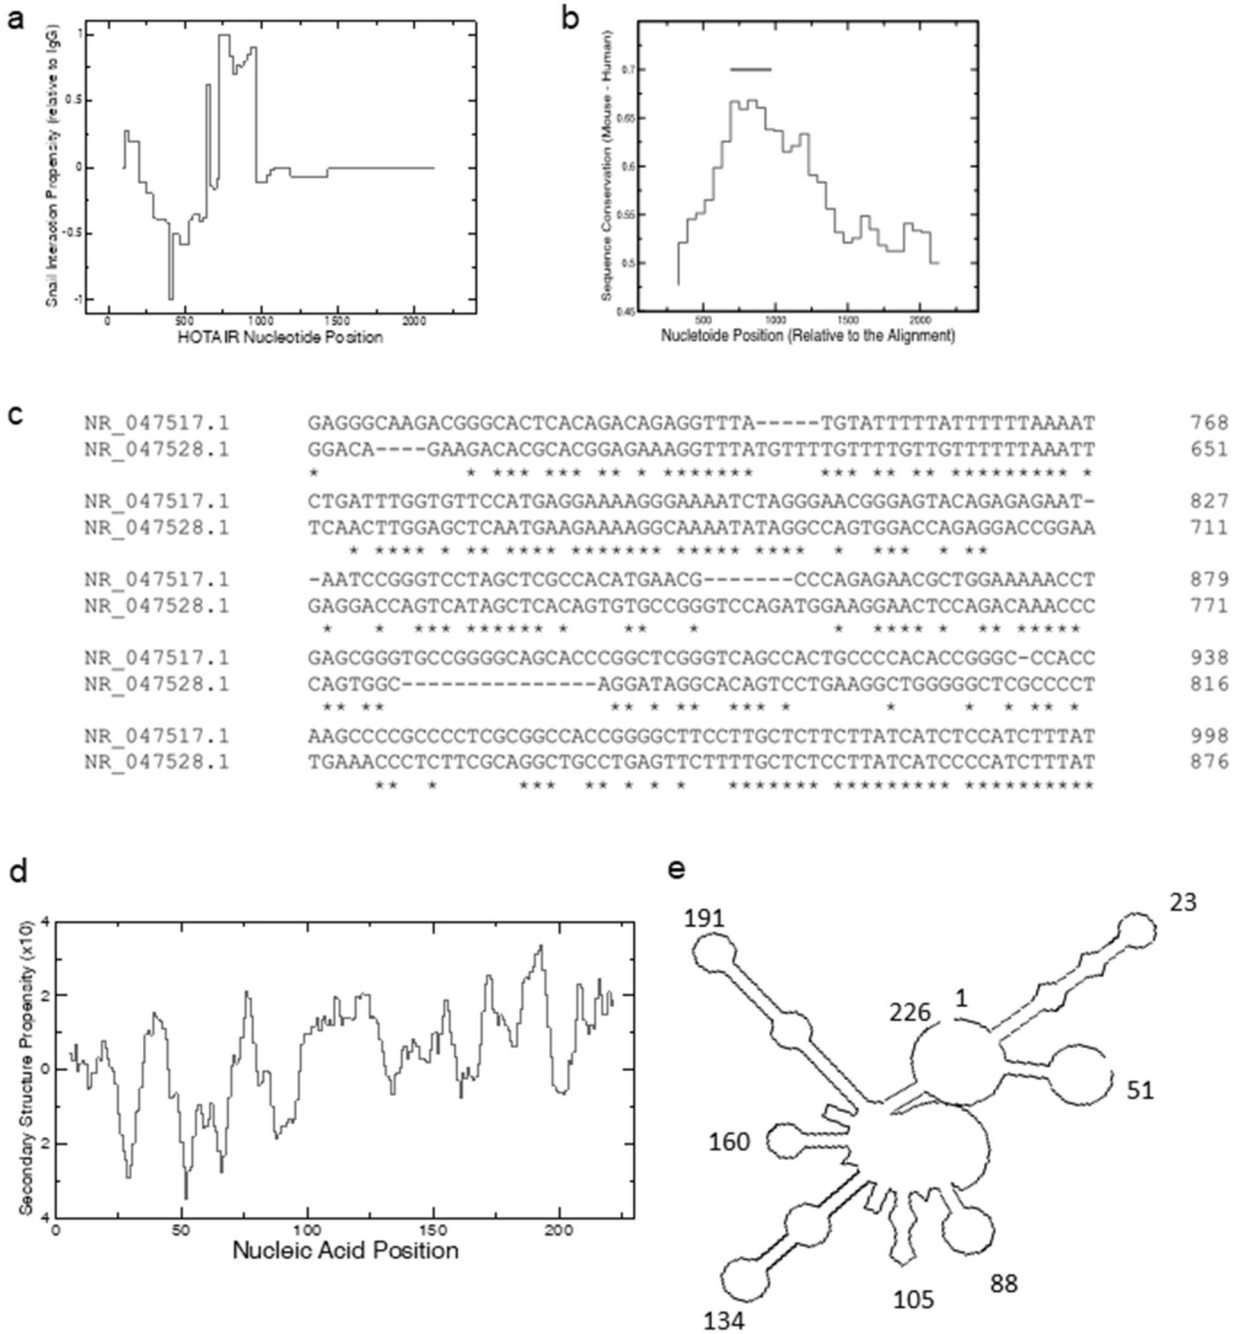 a
b
Snail Interaction Propensity (relative to IgG)
1
0.5
0
-0.5
-1
0 500 1000 1500 2000
HOTAIR Nucleotide Position
Sequence Conservation (Mouse - Human)
0.7
0.65
0.6
0.55
0.5
0.45
500 1000 1500 2000
Nucletoide Position (Relative to the Alignment)
c
NR_047517.1 GAGGGCAAGACGGGCACTCACAGACAGAGGTTTA-----TGTATTTTTATTTTTTAAAAT 768
NR_047528.1 GGACA----GAAGACACGCACGGAGAAAGGTTTATGTTTTGTTTTGTTGTTTTTTAAATT 651
* * *** *** ** * ******** *** ** ** ** ********* *
NR_047517.1 CTGATTTGGTGTTCCATGAGGAAAAGGGAAAATCTAGGGAACGGGAGTACAGAGAGAAT- 827
NR_047528.1 TCAACTTGGAGCTCAATGAAGAAAAGGCAAAATATAGGCCAGTGGACCAGAGGACCGGAA 711
* **** * ** **** ******* ***** **** * *** * **
NR_047517.1 -AATCCGGGTCCTAGCTCGCCACATGAACG-------CCCAGAGAACGCTGGAAAAACCT 879
NR_047528.1 GAGGACCAGTCATAGCTCACAGTGTGCCGGGTCCAGATGGAAGGAACTCCAGACAAACCC 771
* * *** ****** * ** * * **** * ** *****
NR_047517.1 GAGCGGGTGCCGGGGCAGCACCCGGCTCGGGTCAGCCACTGCCCCACACCGGGC-CCACC 938
NR_047528.1 CAGTGGC---------------AGGATAGGCACAGTCCTGAAGGCTGGGGGCTCGCCCCT 816
** ** ** * ** *** * * * * ** *
NR_047517.1 AAGCCCCGCCCCTCGCGGCCACCGGGGCTTCCTTGCTCTTCTTATCATCTCCATCTTTAT 998
NR_047528.1 TGAAACCCTCTTCGCAGGCTGCCTGAGTTCTTTTGCTCTCCTTATCATCCCCATCTTTAT 876
** * *** ** * * * ****** ********* **********
d
e
Secondary Structure Propensity (x10)
4
2
0
2
4
0 50 100 150 200
Nucleic Acid Position
191
23
226
1
51
160
88
105
134